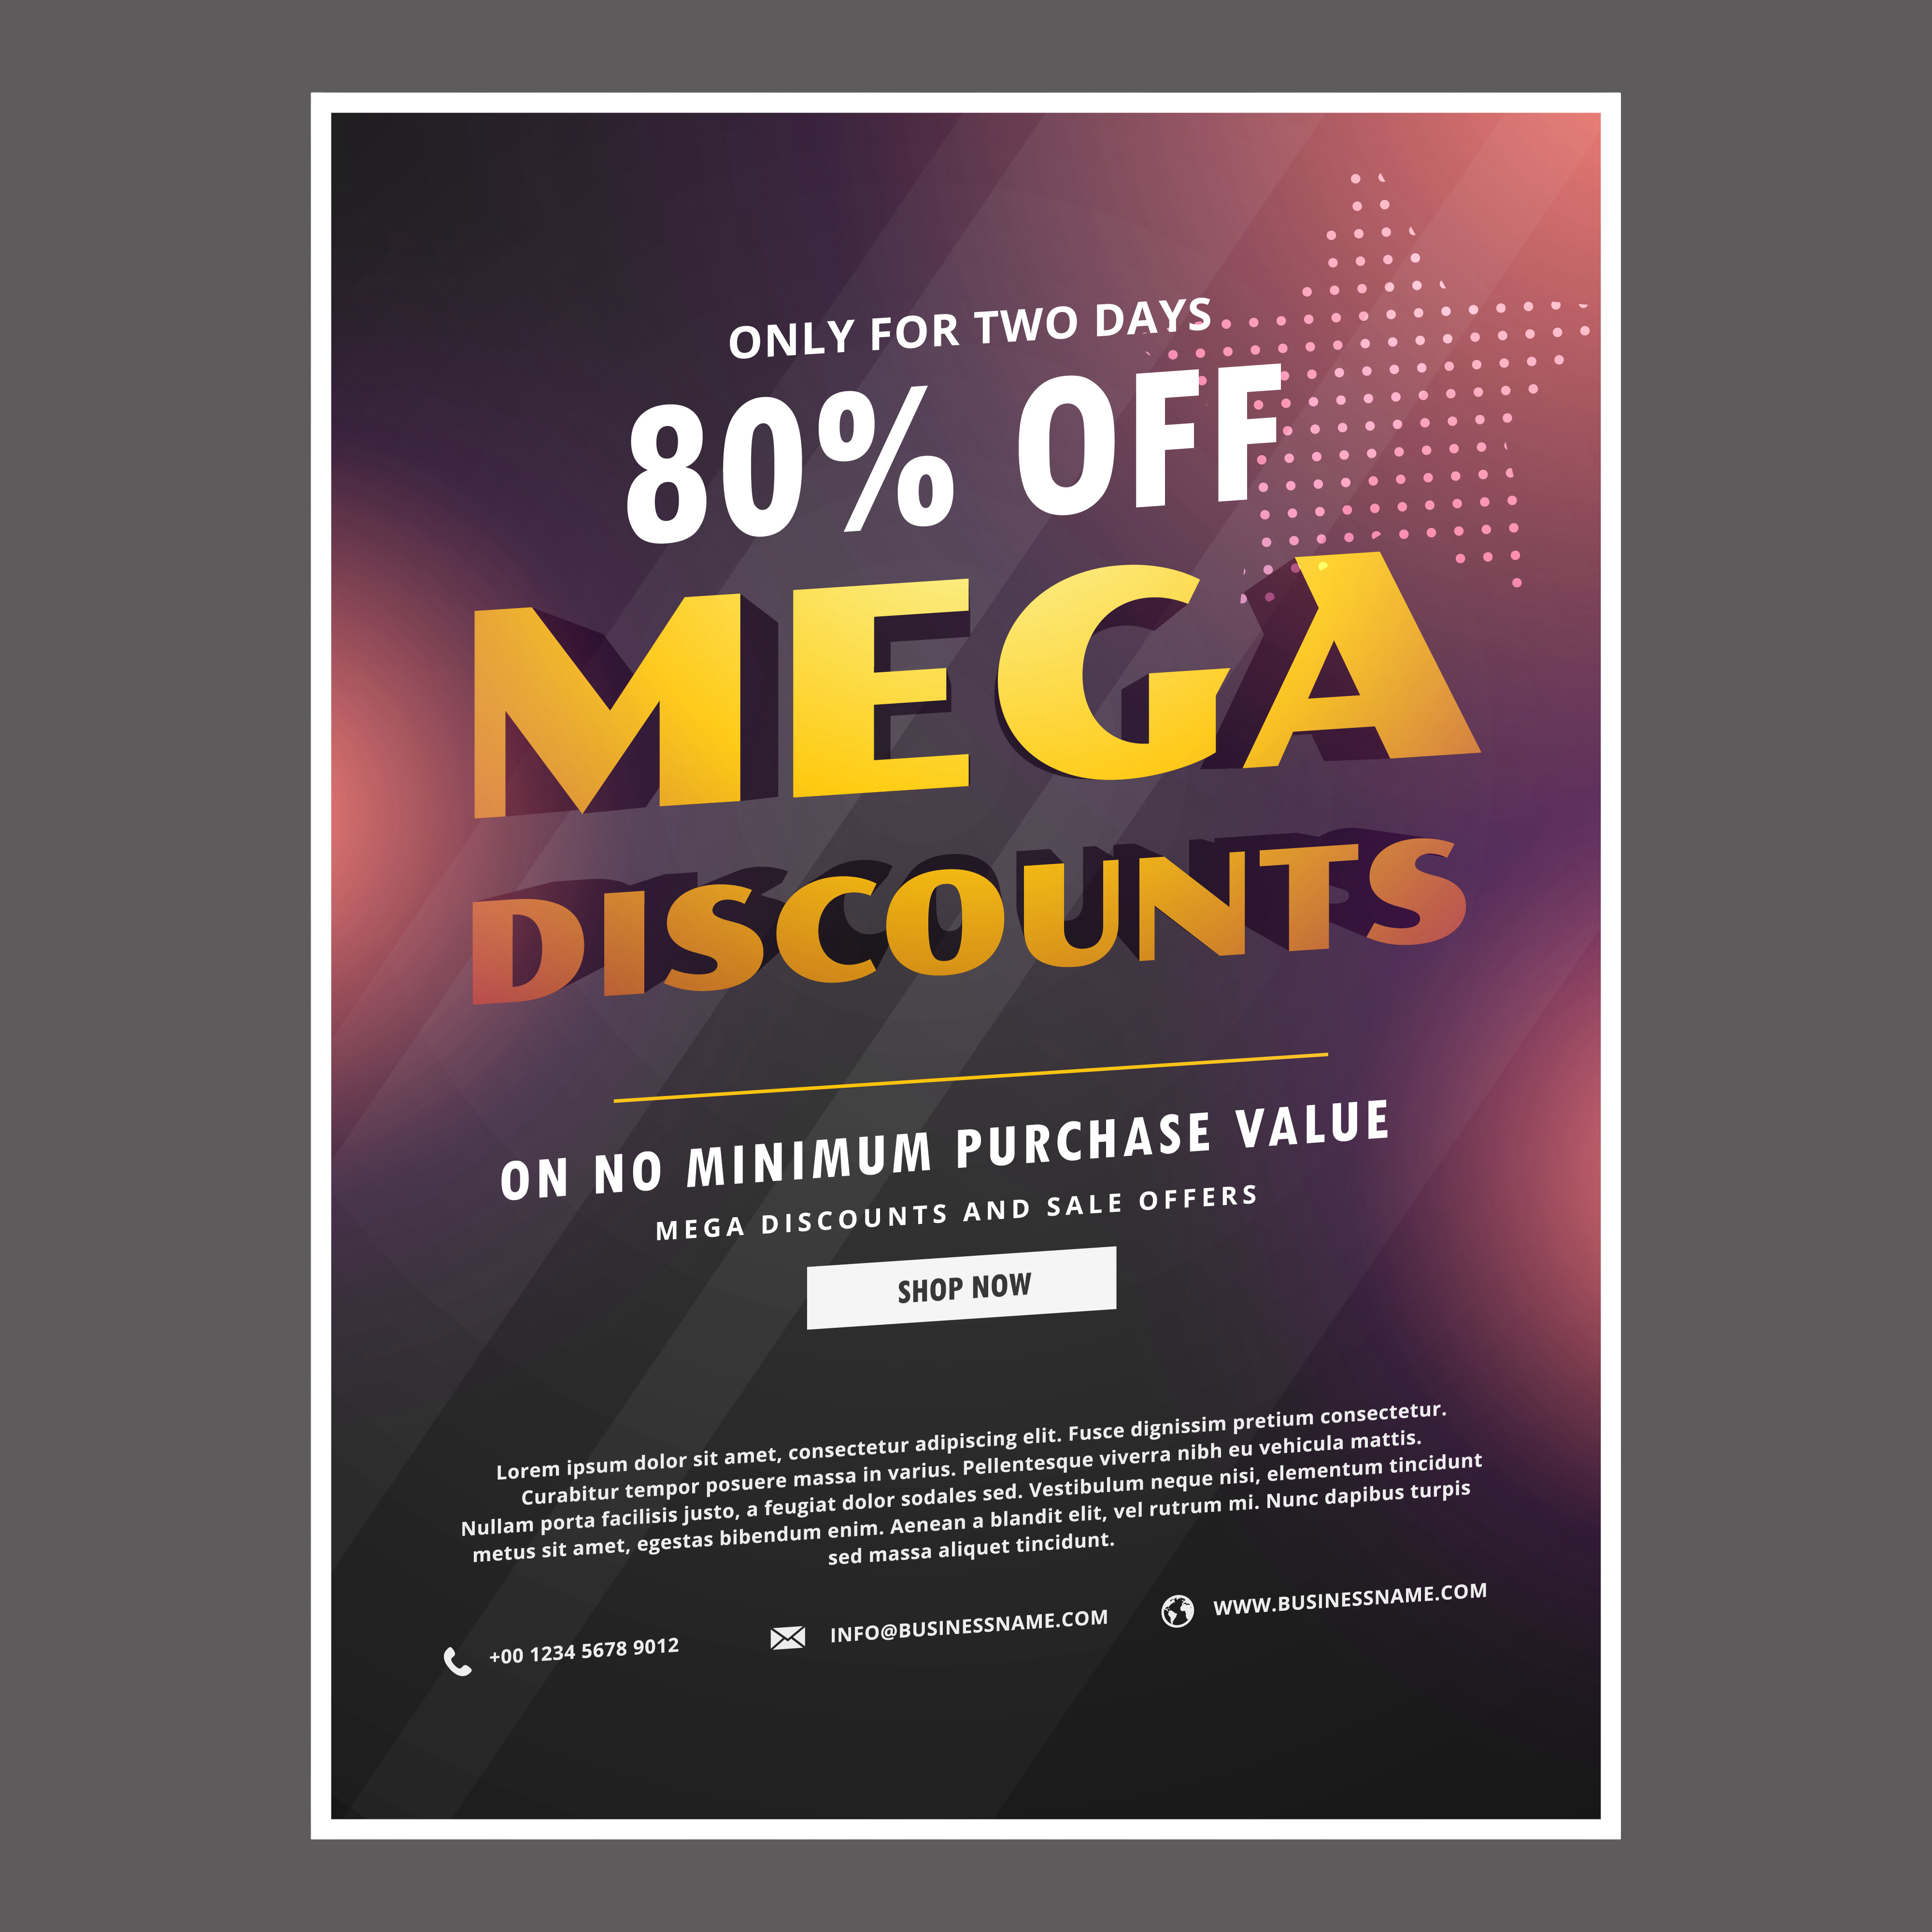 ONLY FOR TWO DAYS
80% OFF
MEGA
DISCOUNTS
ON NO MINIMUM PURCHASE VALUE
MEGA DISCOUNTS AND SALE OFFERS
SHOP NOW
Lorem ipsum dolor sit amet, consectetur adipiscing elit. Fusce dignissim pretium consectetur.
Curabitur tempor posuere massa in varius. Pellentesque viverra nibh eu vehicula mattis.
Nullam porta facilisis justo, a feugiat dolor sodales sed. Vestibulum neque nisi, elementum tincidunt
metus sit amet, egestas bibendum enim. Aenean a blandit elit, vel rutrum mi. Nunc dapibus turpis
sed massa aliquet tincidunt.
+00 1234 5678 9012
INFO@BUSINESSNAME.COM
WWW.BUSINESSNAME.COM